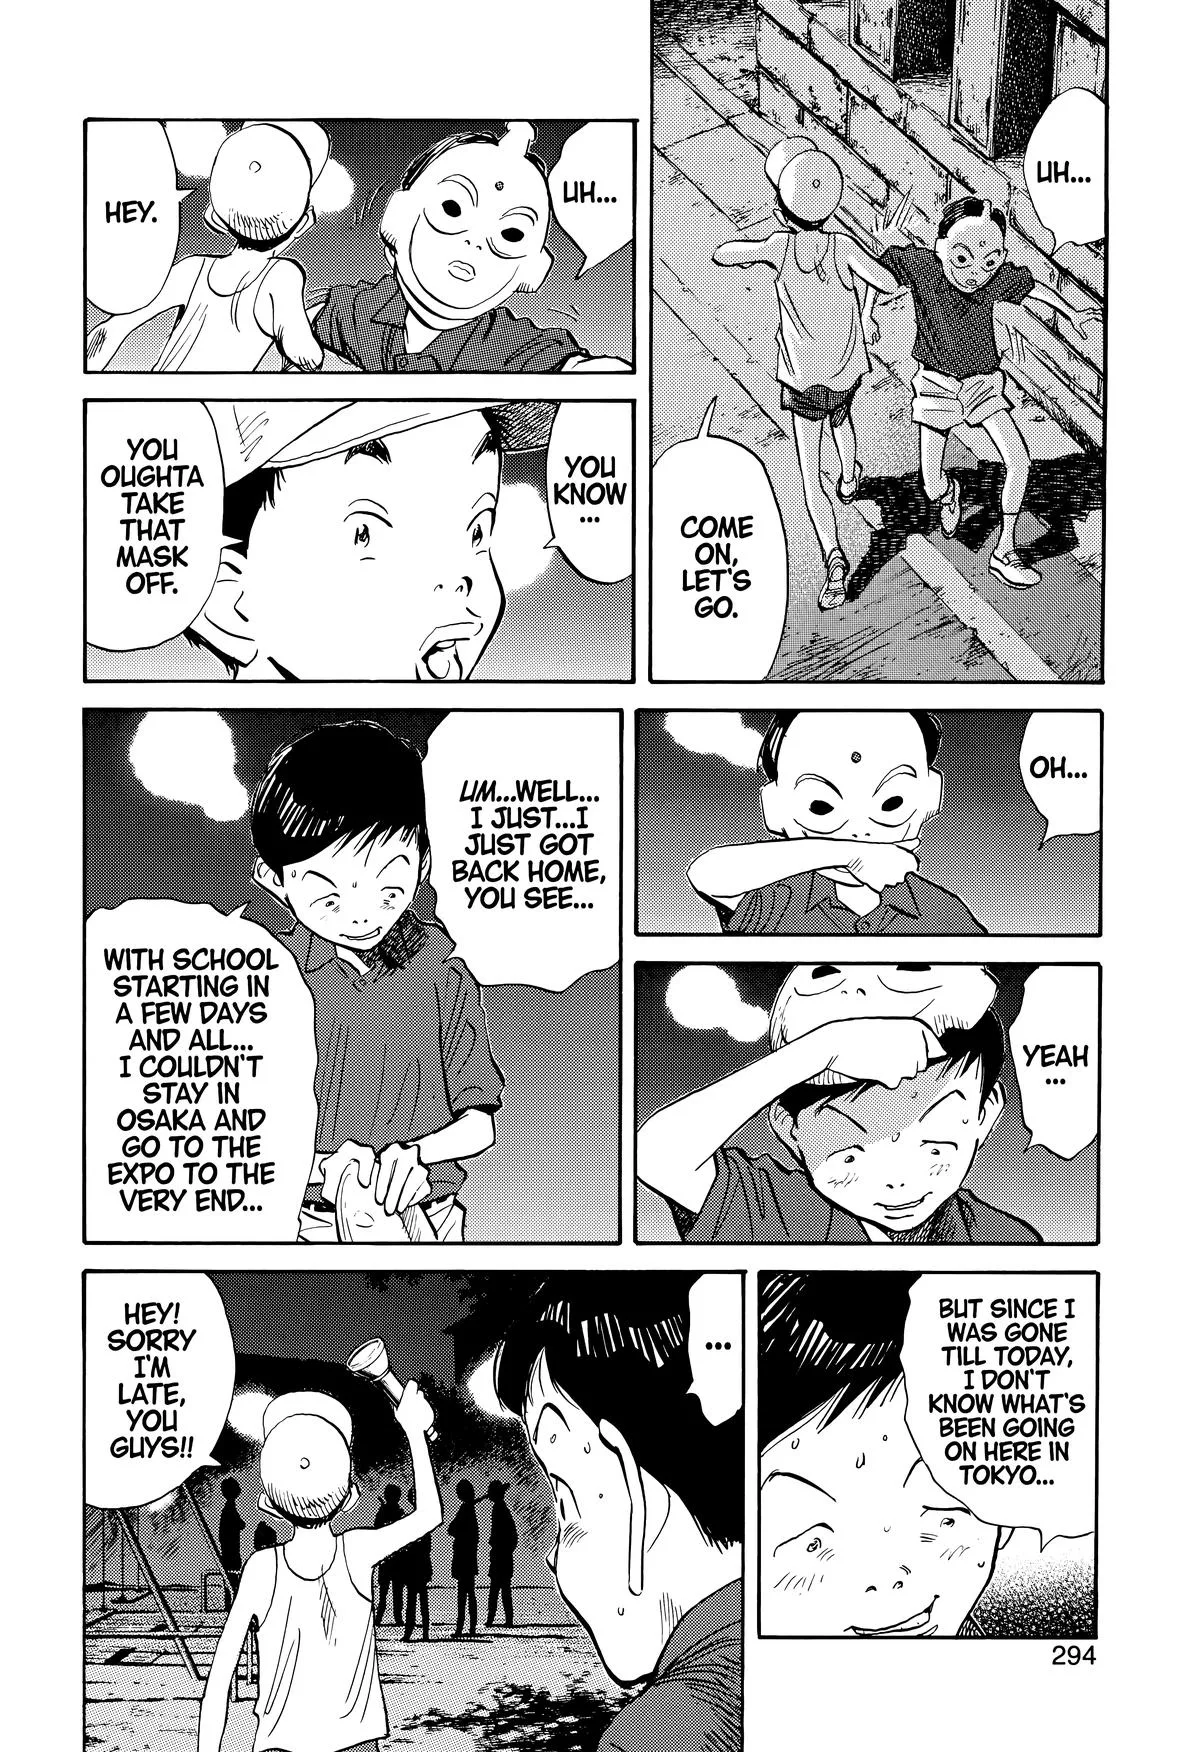 UH...
COME
ON,
LET'S
GO.
UH...
HEY.
YOU
KNOW
...
YOU
OUGHTA
TAKE
THAT
MASK
OFF.
OH...
YEAH
...
UM...WELL...
I JUST...I
JUST GOT
BACK HOME,
YOU SEE...
WITH SCHOOL
STARTING IN
A FEW DAYS
AND ALL...
I COULDN'T
STAY IN
OSAKA AND
GO TO THE
EXPO TO THE
VERY END...
BUT SINCE I
WAS GONE
TILL TODAY,
I DON'T
KNOW WHAT'S
BEEN GOING
ON HERE IN
TOKYO...
...
HEY!
SORRY
I'M
LATE,
YOU
GUYS!!
294